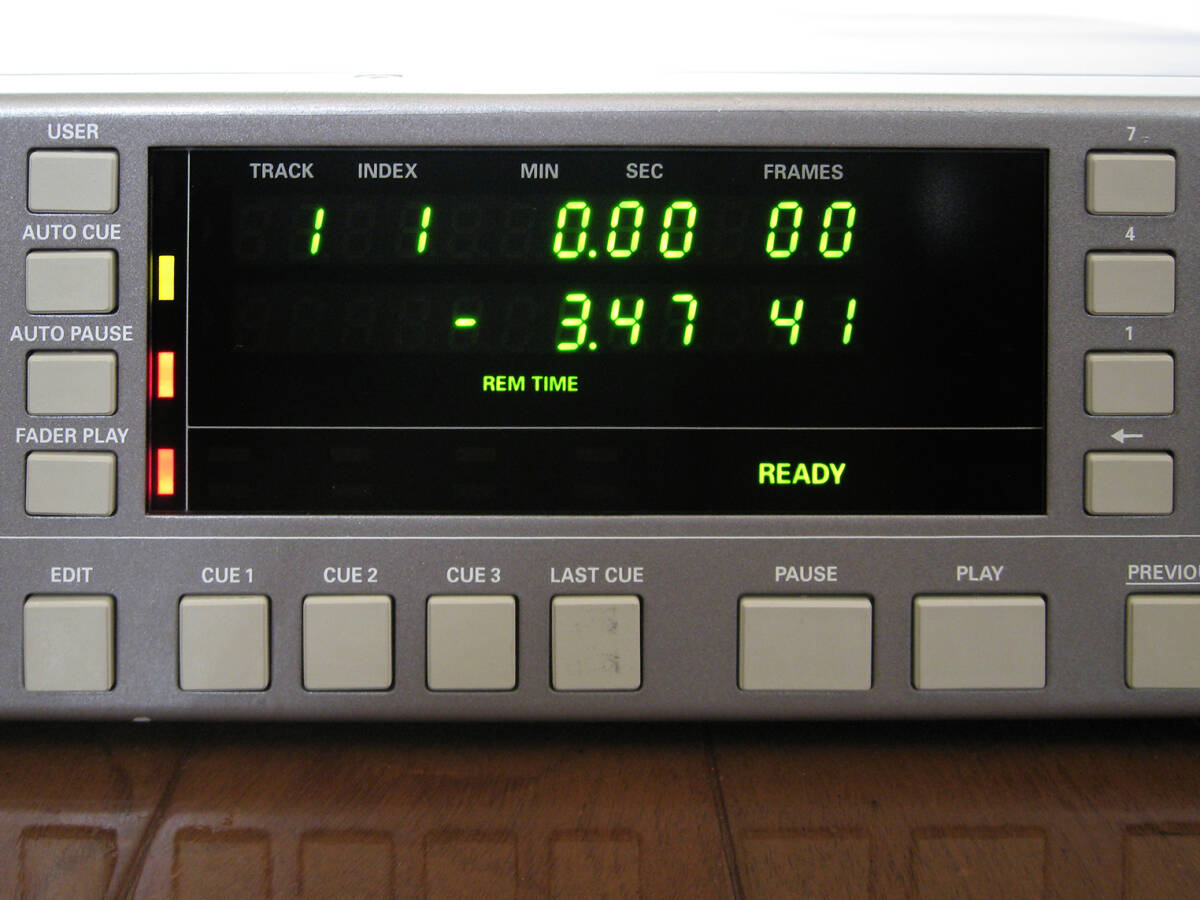 USER
AUTO CUE
AUTO PAUSE
FADER PLAY
TRACK INDEX MIN SEC FRAMES
1 1 0.00 00
- 3.47 41
REM TIME
READY
7
4
1
←
EDIT CUE 1 CUE 2 CUE 3 LAST CUE PAUSE PLAY PREVIOU